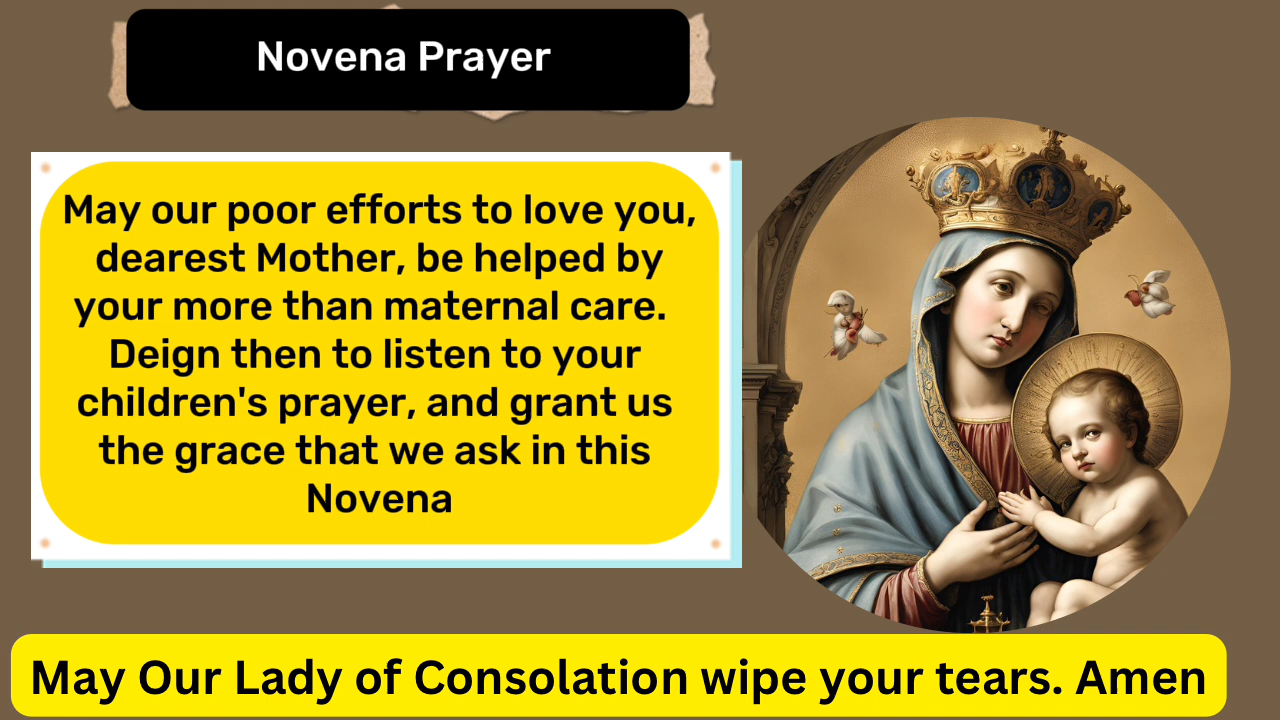 Novena Prayer
May our poor efforts to love you,
dearest Mother, be helped by
your more than maternal care.
Deign then to listen to your
children's prayer, and grant us
the grace that we ask in this
Novena
May Our Lady of Consolation wipe your tears. Amen